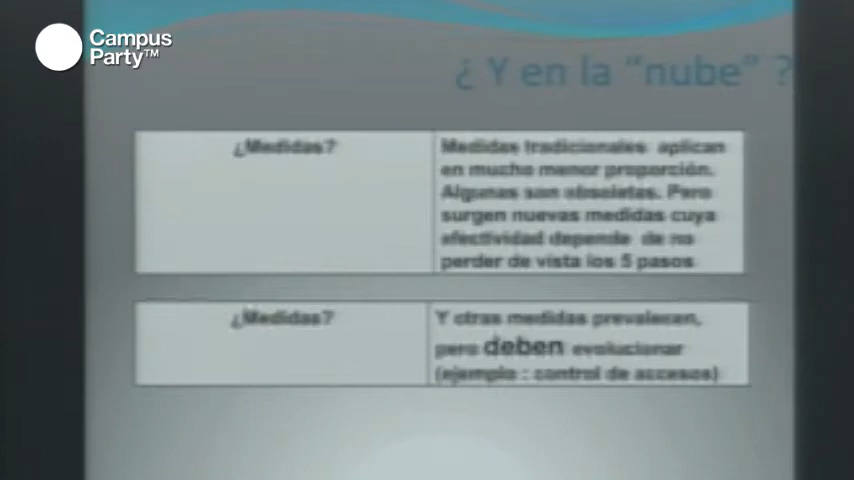 Campus
Party™
¿ Y en la “nube” ?
¿Medidas?
Medidas tradicionales aplican
en mucho menor proporción.
Algunas son obsoletas. Pero
surgen nuevas medidas cuya
efectividad depende de no
perder de vista los 5 pasos
¿Medidas?
Y otras medidas prevalecen,
pero deben evolucionar
(ejemplo : control de accesos)